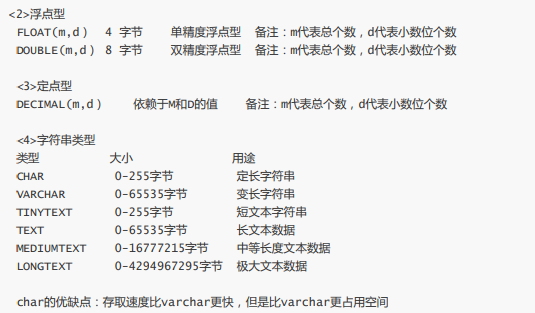 <2>浮点型
FLOAT(m,d) 4 字节 单精度浮点型 备注：m代表总个数，d代表小数位个数
DOUBLE(m,d) 8 字节 双精度浮点型 备注：m代表总个数，d代表小数位个数
<3>定点型
DECIMAL(m,d) 依赖于M和D的值 备注：m代表总个数，d代表小数位个数
<4>字符串类型
类型 大小 用途
CHAR 0-255字节 定长字符串
VARCHAR 0-65535字节 变长字符串
TINYTEXT 0-255字节 短文本字符串
TEXT 0-65535字节 长文本数据
MEDIUMTEXT 0-16777215字节 中等长度文本数据
LONGTEXT 0-4294967295字节 极大文本数据
char的优缺点：存取速度比varchar更快，但是比varchar更占用空间